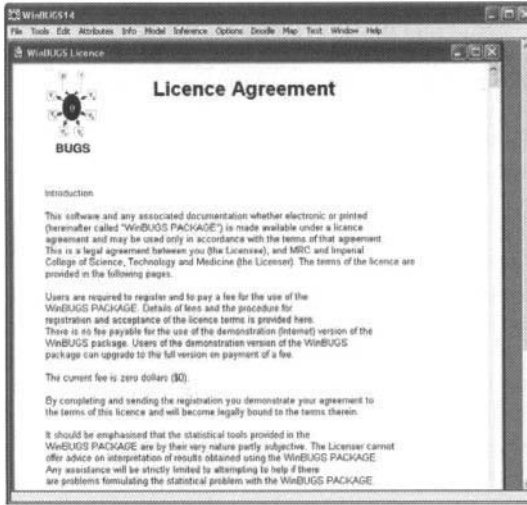 WinBUGS14
File Tools Edit Attributes Info Model Inference Options Doodle Map Text Window Help
WinBUGS Licence
Licence Agreement
BUGS
Introduction
This software and any associated documentation whether electronic or printed
(hereinafter called "WinBUGS PACKAGE") is made available under a licence
agreement and may be used only in accordance with the terms of that agreement.
This is a legal agreement between you (the Licensee), and MRC and Imperial
College of Science, Technology and Medicine (the Licenser). The terms of the licence are
provided in the following pages.
Users are required to register and to pay a fee for the use of the
WinBUGS PACKAGE. Details of fees and the procedure for
registration and acceptance of the licence terms is provided here.
There is no fee payable for the use of the demonstration (Internet) version of the
WinBUGS package. Users of the demonstration version of the WinBUGS
package can upgrade to the full version on payment of a fee.
The current fee is zero dollars ($0).
By completing and sending the registration you demonstrate your agreement to
the terms of this licence and will become legally bound to the terms therein.
It should be emphasised that the statistical tools provided in the
WinBUGS PACKAGE are by their very nature partly subjective. The Licenser cannot
offer advice on interpretation of results obtained using the WinBUGS PACKAGE.
Any assistance will be strictly limited to attempting to help if there
are problems formulating the statistical problem with the WinBUGS PACKAGE.